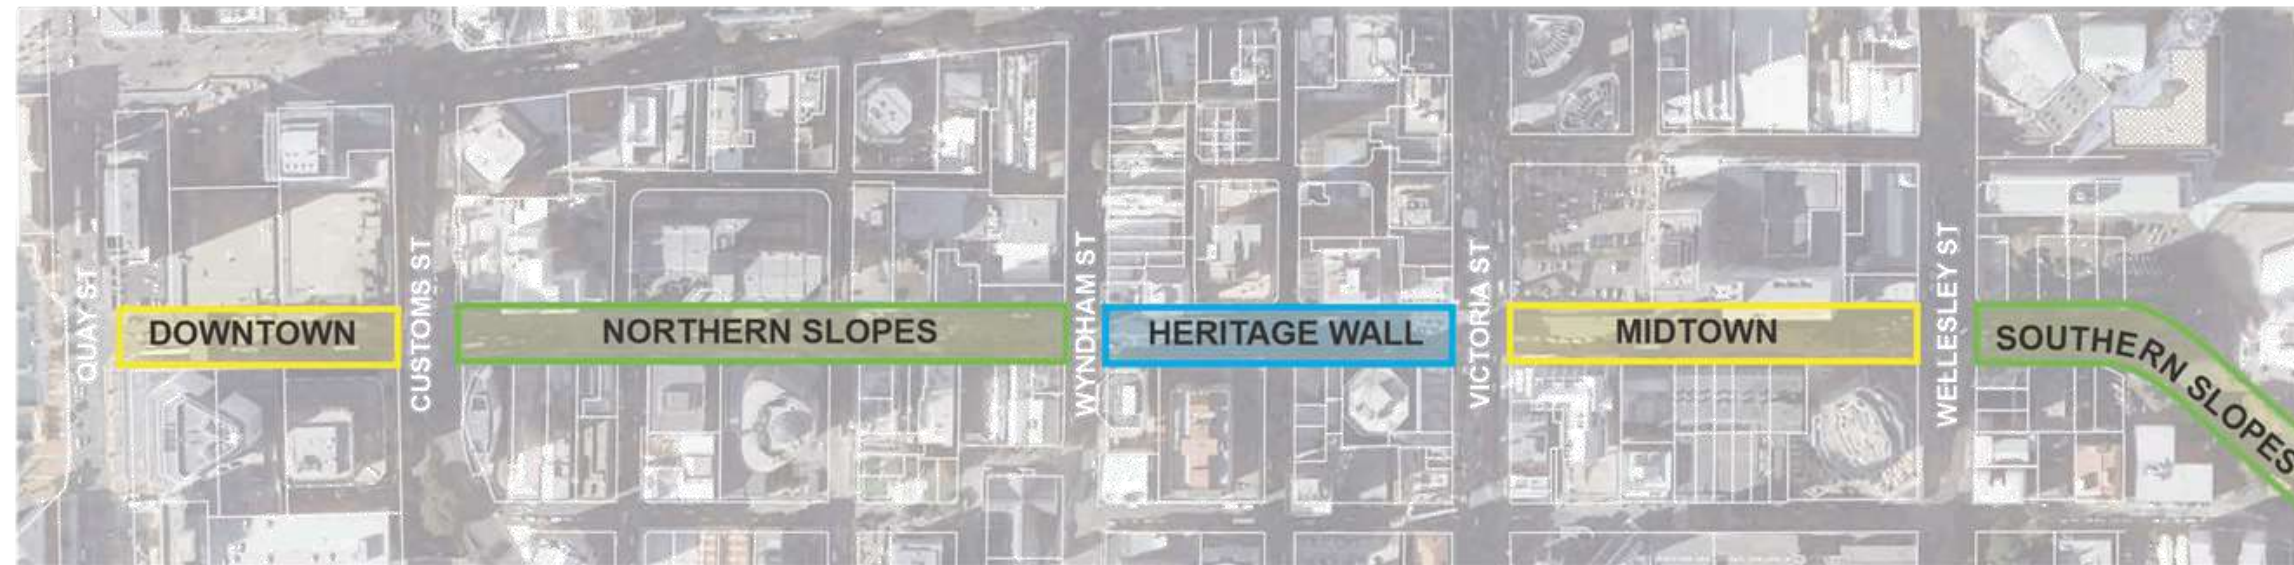 QUAY ST
DOWNTOWN
CUSTOMS ST
NORTHERN SLOPES
WYNDHAM ST
HERITAGE WALL
VICTORIA ST
MIDTOWN
WELLESLEY ST
SOUTHERN SLOPES